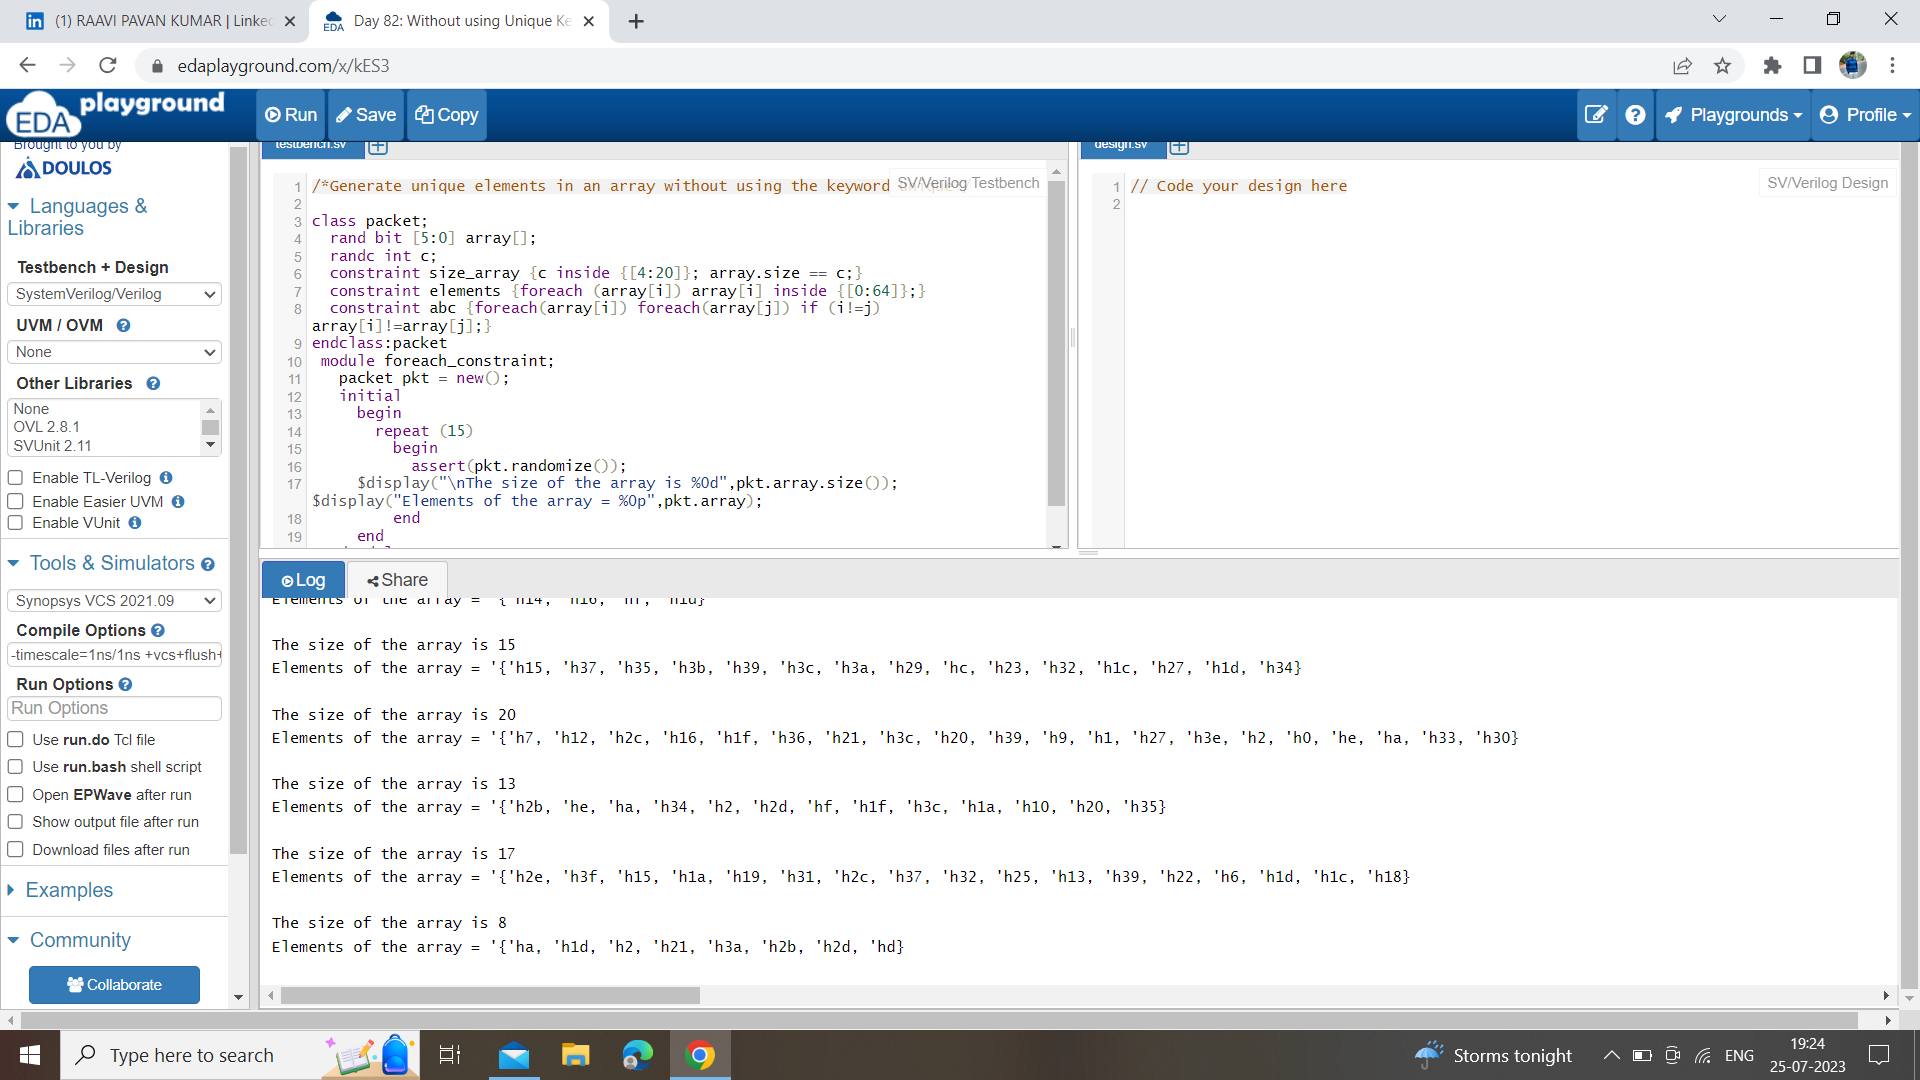 (1) RAAVI PAVAN KUMAR | Linke
Day 82: Without using Unique Ke
edaplayground.com/x/kES3
EDA playground
Run
Save
Copy
Playgrounds
Profile
Brought to you by
DOULOS
Languages &
Libraries
Testbench + Design
SystemVerilog/Verilog
UVM / OVM
None
Other Libraries
None
OVL 2.8.1
SVUnit 2.11
Enable TL-Verilog
Enable Easier UVM
Enable VUnit
Tools & Simulators
Synopsys VCS 2021.09
Compile Options
-timescale=1ns/1ns +vcs+flush+
Run Options
Run Options
Use run.do Tcl file
Use run.bash shell script
Open EPWave after run
Show output file after run
Download files after run
Examples
Community
Collaborate
testbench.sv
SV/Verilog Testbench
1 /*Generate unique elements in an array without using the keyword
2
3 class packet;
4 rand bit [5:0] array[];
5 randc int c;
6 constraint size_array {c inside {[4:20]}; array.size == c;}
7 constraint elements {foreach (array[i]) array[i] inside {[0:64]};}
8 constraint abc {foreach(array[i]) foreach(array[j]) if (i!=j)
array[i]!=array[j];}
9 endclass:packet
10 module foreach_constraint;
11 packet pkt = new();
12 initial
13 begin
14 repeat (15)
15 begin
16 assert(pkt.randomize());
17 $display("\nThe size of the array is %0d",pkt.array.size());
$display("Elements of the array = %0p",pkt.array);
18 end
19 end
design.sv
SV/Verilog Design
1 // Code your design here
2
Log
Share
Elements of the array = '{'h14, 'h16, 'hf, 'h1d}
The size of the array is 15
Elements of the array = '{'h15, 'h37, 'h35, 'h3b, 'h39, 'h3c, 'h3a, 'h29, 'hc, 'h23, 'h32, 'h1c, 'h27, 'h1d, 'h34}
The size of the array is 20
Elements of the array = '{'h7, 'h12, 'h2c, 'h16, 'h1f, 'h36, 'h21, 'h3c, 'h20, 'h39, 'h9, 'h1, 'h27, 'h3e, 'h2, 'h0, 'he, 'ha, 'h33, 'h30}
The size of the array is 13
Elements of the array = '{'h2b, 'he, 'ha, 'h34, 'h2, 'h2d, 'hf, 'h1f, 'h3c, 'h1a, 'h10, 'h20, 'h35}
The size of the array is 17
Elements of the array = '{'h2e, 'h3f, 'h15, 'h1a, 'h19, 'h31, 'h2c, 'h37, 'h32, 'h25, 'h13, 'h39, 'h22, 'h6, 'h1d, 'h1c, 'h18}
The size of the array is 8
Elements of the array = '{'ha, 'h1d, 'h2, 'h21, 'h3a, 'h2b, 'h2d, 'hd}
Type here to search
Storms tonight
ENG
19:24
25-07-2023